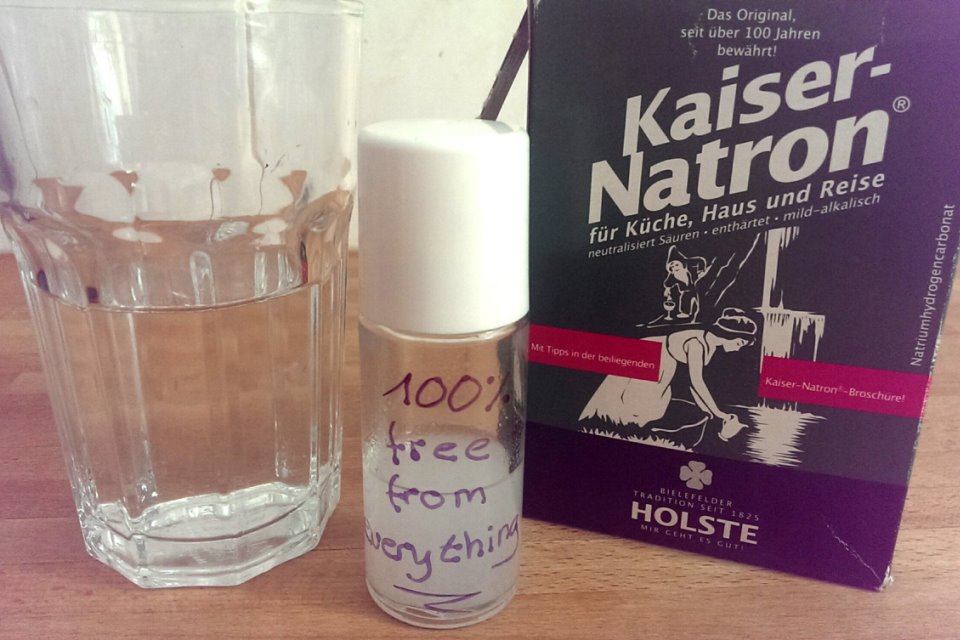 Das Original,
seit über 100 Jahren
bewährt!
Kaiser-
Natron®
für Küche, Haus und Reise
neutralisiert Säuren · enthärtet · mild-alkalisch
Mit Tipps in der beiliegenden
Kaiser-Natron®-Broschüre!
Natriumhydrogencarbonat
BIELEFELDER
TRADITION SEIT 1825
HOLSTE
MIR GEHT ES GUT!
100%
free
from
everything